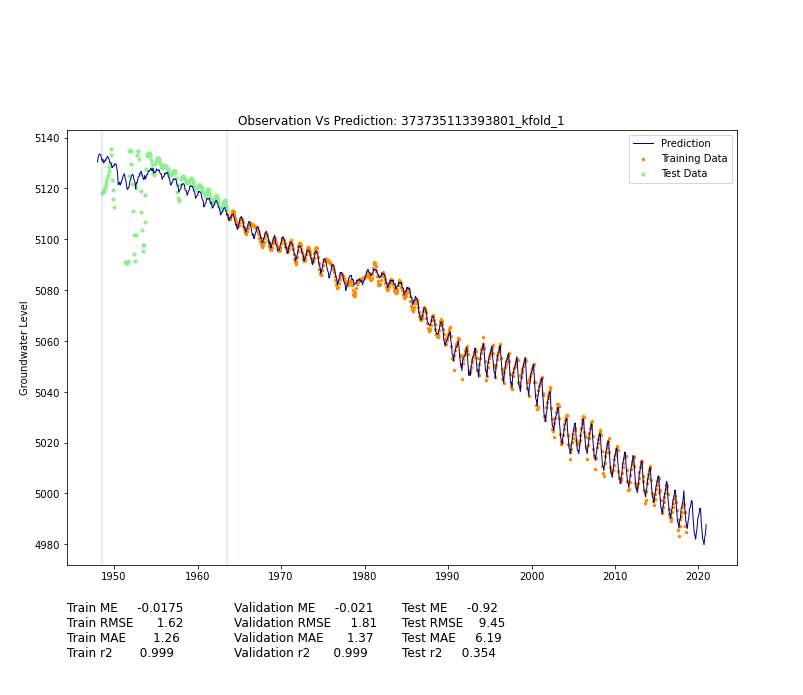 Observation Vs Prediction: 373735113393801_kfold_1
Prediction
Training Data
Test Data
Groundwater Level
5140
5120
5100
5080
5060
5040
5020
5000
4980
1950 1960 1970 1980 1990 2000 2010 2020
Train ME -0.0175 Validation ME -0.021 Test ME -0.92
Train RMSE 1.62 Validation RMSE 1.81 Test RMSE 9.45
Train MAE 1.26 Validation MAE 1.37 Test MAE 6.19
Train r2 0.999 Validation r2 0.999 Test r2 0.354